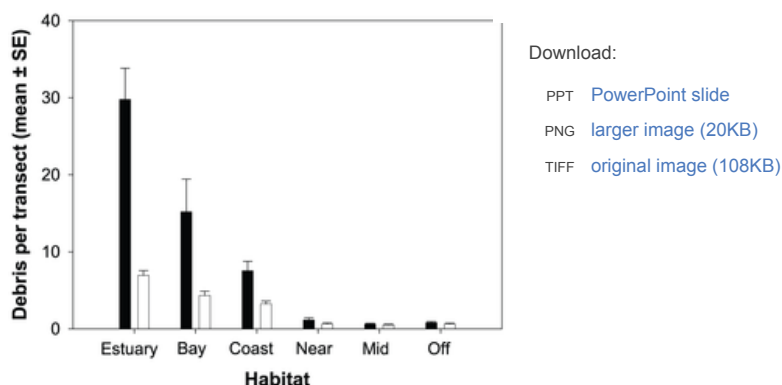 40
30
20
10
0
Debris per transect (mean ± SE)
Estuary Bay Coast Near Mid Off
Habitat
Download:
PPT PowerPoint slide
PNG larger image (20KB)
TIFF original image (108KB)